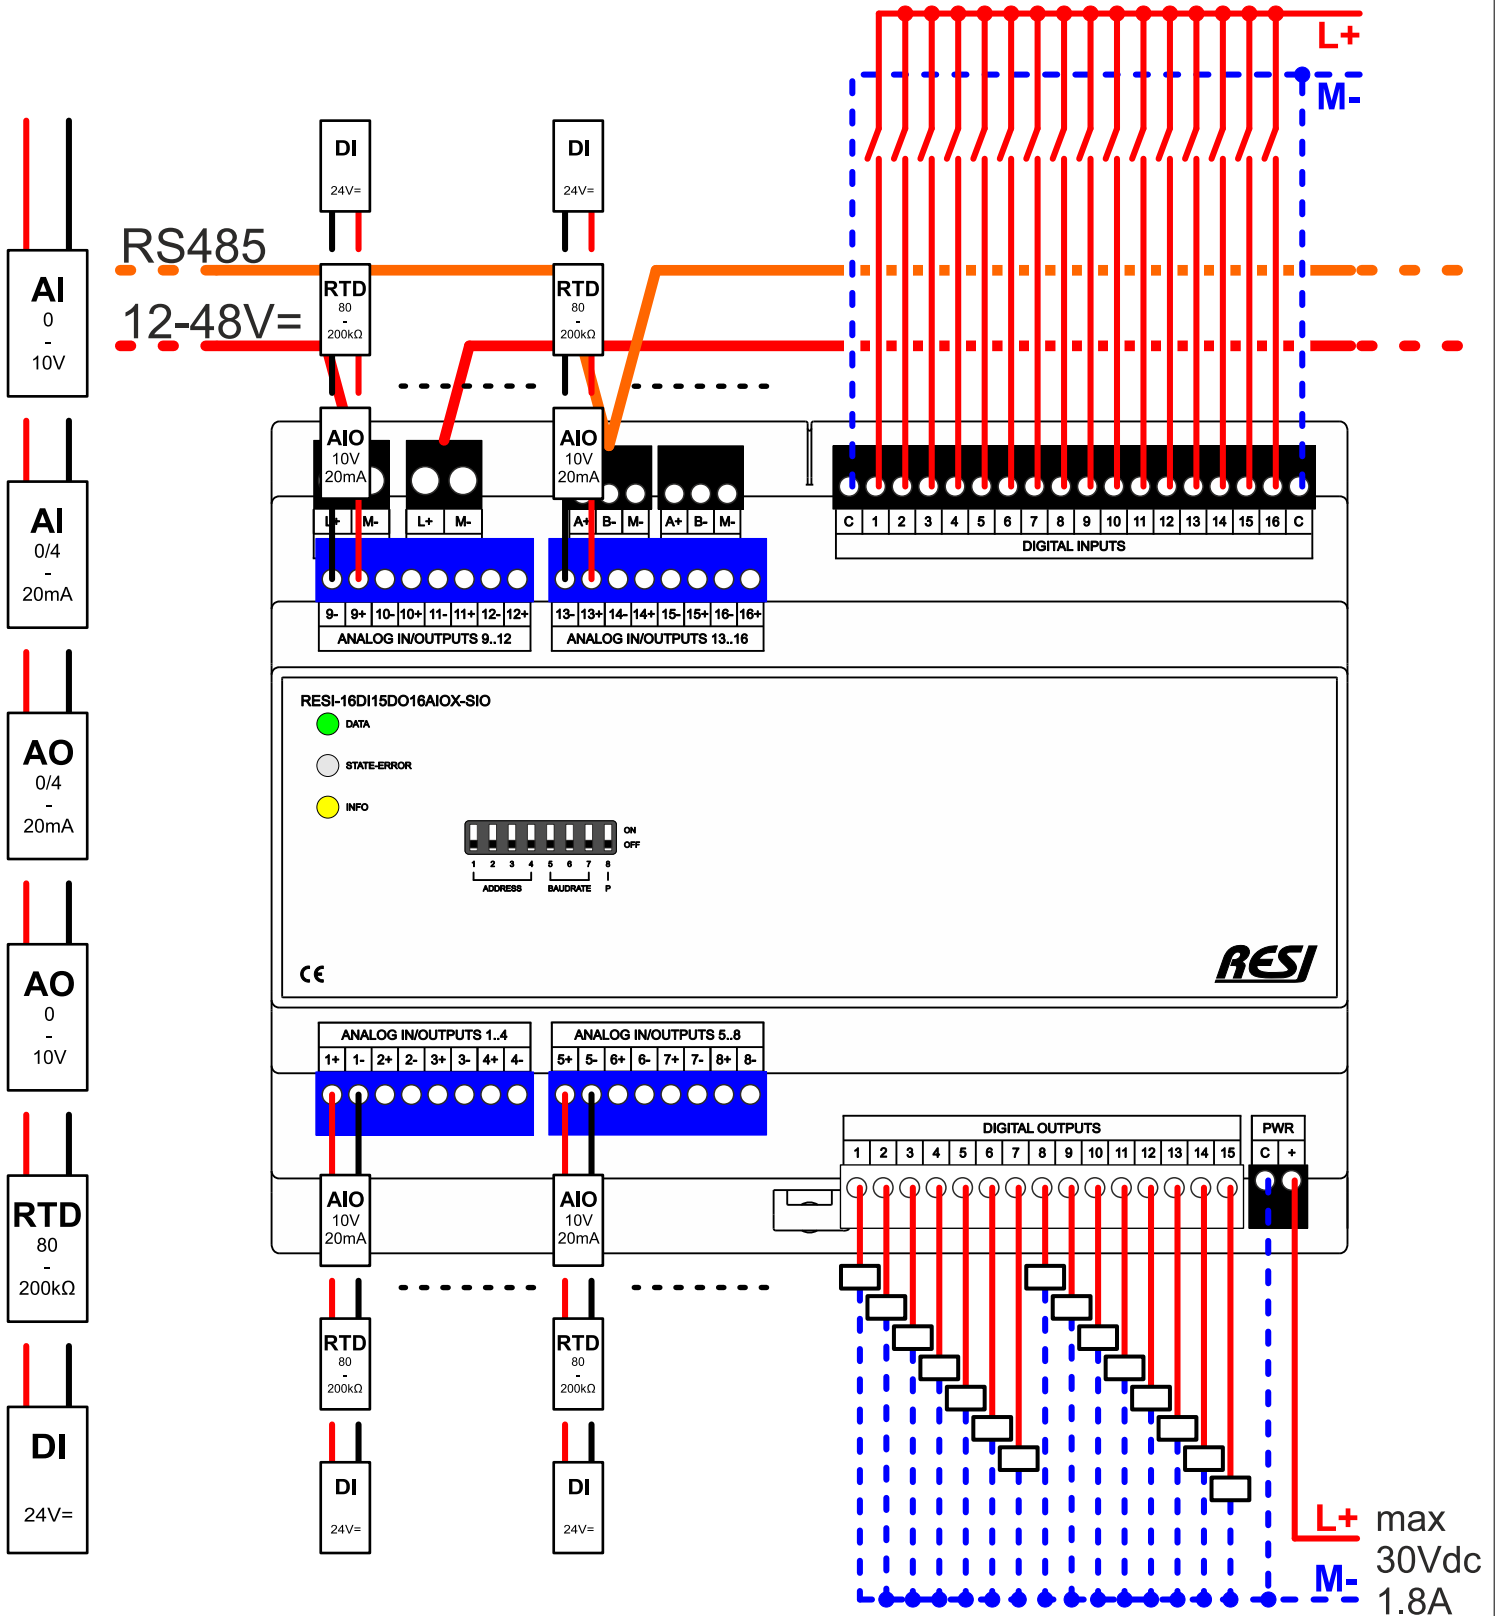 L+
M-
DI
24V=
DI
24V=
RS485
12-48V=
RTD
80
-
200kΩ
RTD
80
-
200kΩ
AI
0
-
10V
AI
0/4
-
20mA
AO
0/4
-
20mA
AO
0
-
10V
RTD
80
-
200kΩ
DI
24V=
AIO
10V
20mA
AIO
10V
20mA
L+ M- L+ M- A+ B- M- A+ B- M-
C 1 2 3 4 5 6 7 8 9 10 11 12 13 14 15 16 C
DIGITAL INPUTS
9- 9+ 10- 10+ 11- 11+ 12- 12+
ANALOG IN/OUTPUTS 9..12
13- 13+ 14- 14+ 15- 15+ 16- 16+
ANALOG IN/OUTPUTS 13..16
RESI-16DI15DO16AIOX-SIO
DATA
STATE-ERROR
INFO
ON
OFF
1 2 3 4 5 6 7 8
ADDRESS BAUDRATE P
CE
RESI
ANALOG IN/OUTPUTS 1..4
1+ 1- 2+ 2- 3+ 3- 4+ 4-
ANALOG IN/OUTPUTS 5..8
5+ 5- 6+ 6- 7+ 7- 8+ 8-
DIGITAL OUTPUTS
1 2 3 4 5 6 7 8 9 10 11 12 13 14 15
PWR
C +
AIO
10V
20mA
AIO
10V
20mA
RTD
80
-
200kΩ
RTD
80
-
200kΩ
DI
24V=
DI
24V=
L+ max
30Vdc
M- 1.8A